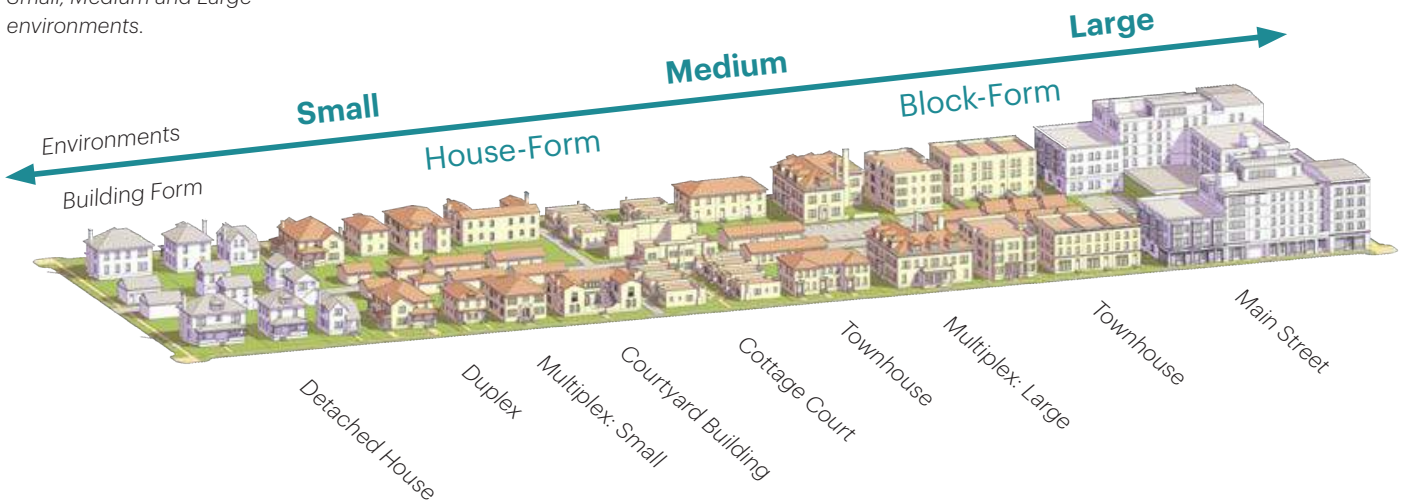 Small, Medium and Large
environments.
Large
Medium
Small
Block-Form
House-Form
Environments
Building Form
Detached House
Duplex
Multiplex: Small
Courtyard Building
Cottage Court
Townhouse
Multiplex: Large
Townhouse
Main Street